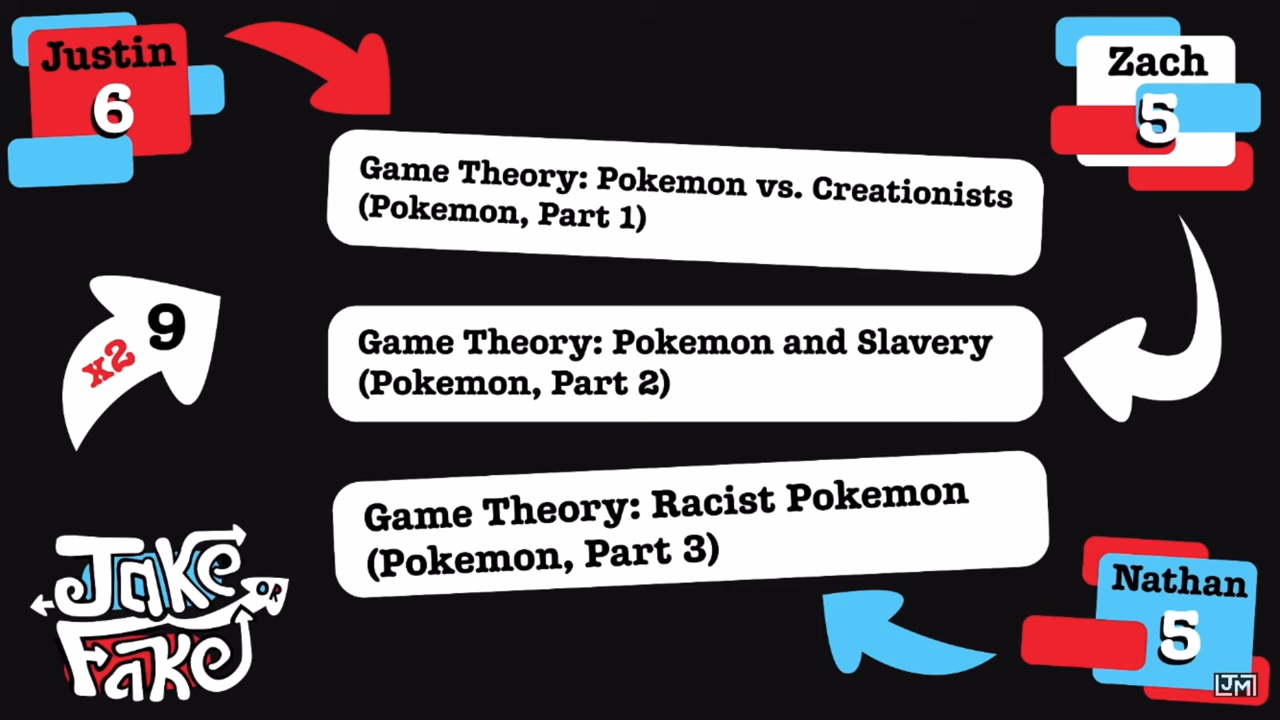 Justin
6
Zach
5
Game Theory: Pokemon vs. Creationists
(Pokemon, Part 1)
x2 9
Game Theory: Pokemon and Slavery
(Pokemon, Part 2)
Game Theory: Racist Pokemon
(Pokemon, Part 3)
Jake
OR
Fake
Nathan
5
LJM